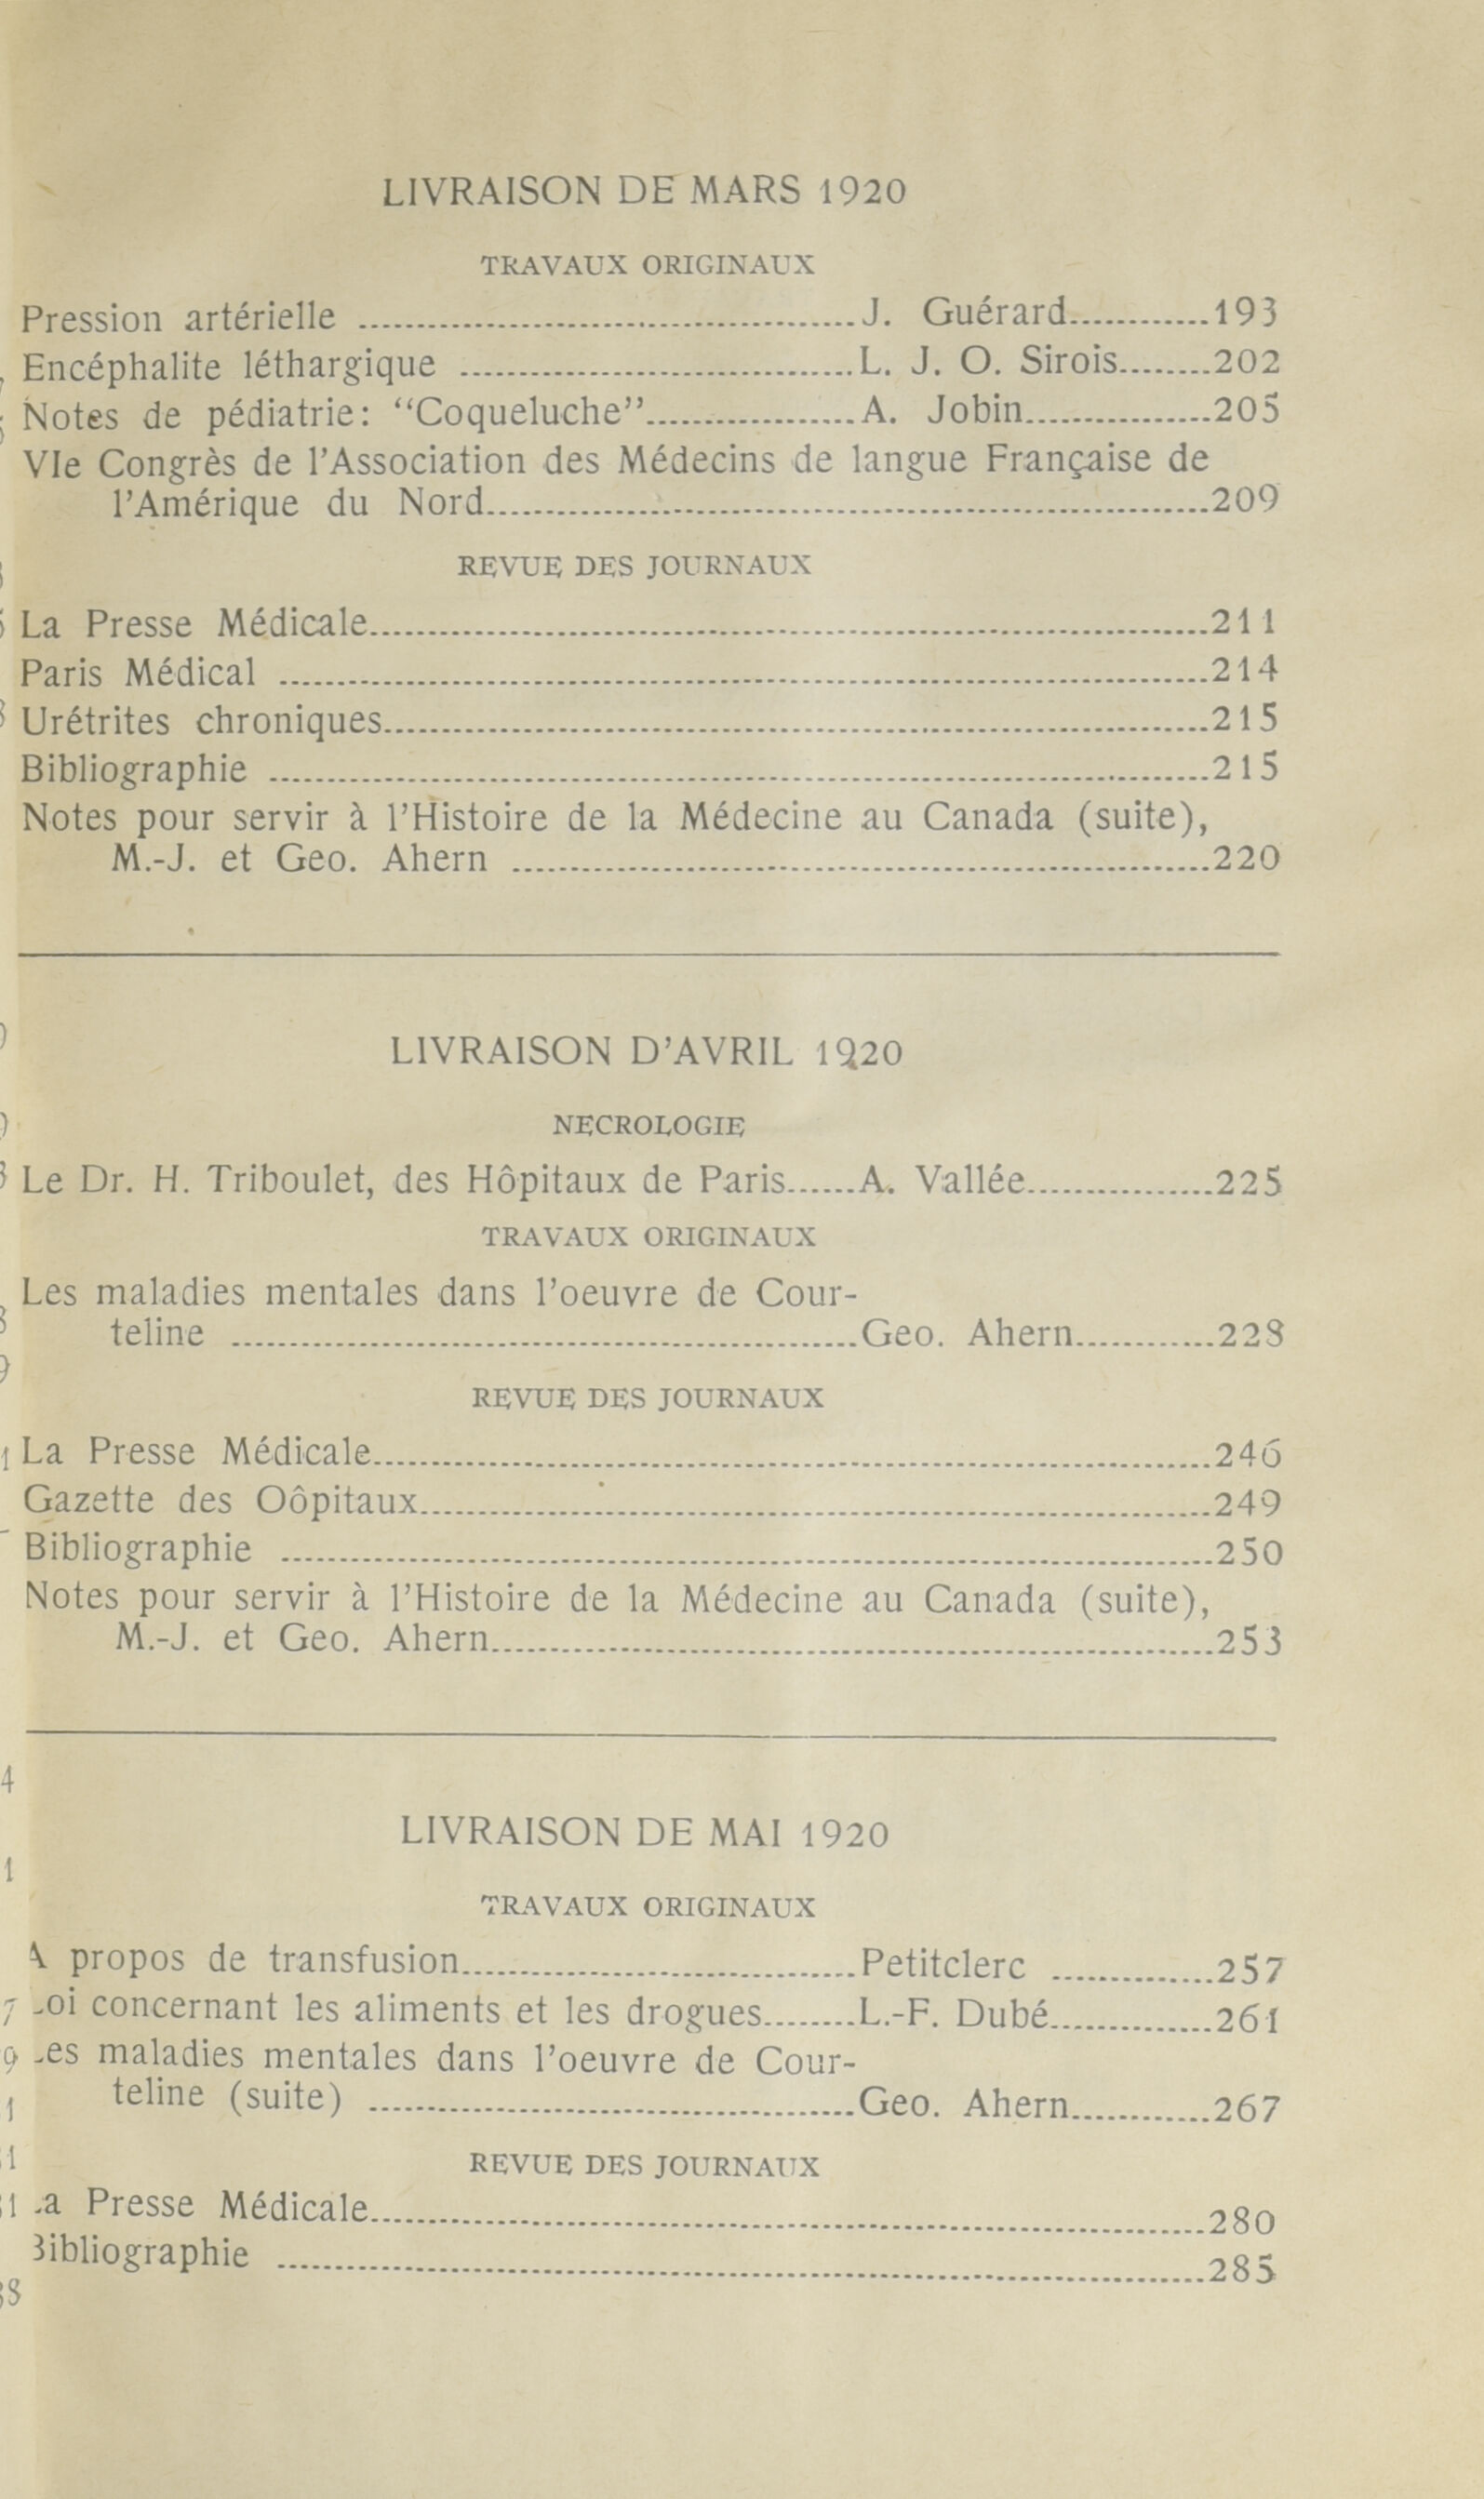 LIVRAISON DE MARS 1920
TRAVAUX ORIGINAUX
Pression artérielle ........................................ J. Guérard............193
Encéphalite léthargique ................................ L. J. O. Sirois........202
Notes de pédiatrie: “Coqueluche”.................. A. Jobin................205
VIe Congrès de l’Association des Médecins de langue Française de
l’Amérique du Nord............................................................209
REVUE DES JOURNAUX
La Presse Médicale......................................................................211
Paris Médical ..............................................................................214
Urétrites chroniques.....................................................................215
Bibliographie ...............................................................................215
Notes pour servir à l’Histoire de la Médecine au Canada (suite),
M.-J. et Geo. Ahern ..........................................................220
LIVRAISON D’AVRIL 1920
NECROLOGIE
Le Dr. H. Triboulet, des Hôpitaux de Paris......A. Vallée................225
TRAVAUX ORIGINAUX
Les maladies mentales dans l’oeuvre de Cour-
teline ....................................................Geo. Ahern............228
REVUE DES JOURNAUX
La Presse Médicale......................................................................246
Gazette des Oôpitaux..................................................................249
Bibliographie ..............................................................................250
Notes pour servir à l’Histoire de la Médecine au Canada (suite),
M.-J. et Geo. Ahern............................................................253
LIVRAISON DE MAI 1920
TRAVAUX ORIGINAUX
A propos de transfusion.................................Petitclerc ..............257
oi concernant les aliments et les drogues........L.-F. Dubé..............261
es maladies mentales dans l’oeuvre de Cour-
teline (suite) .........................................Geo. Ahern............267
REVUE DES JOURNAUX
a Presse Médicale......................................................................280
Bibliographie ..............................................................................285